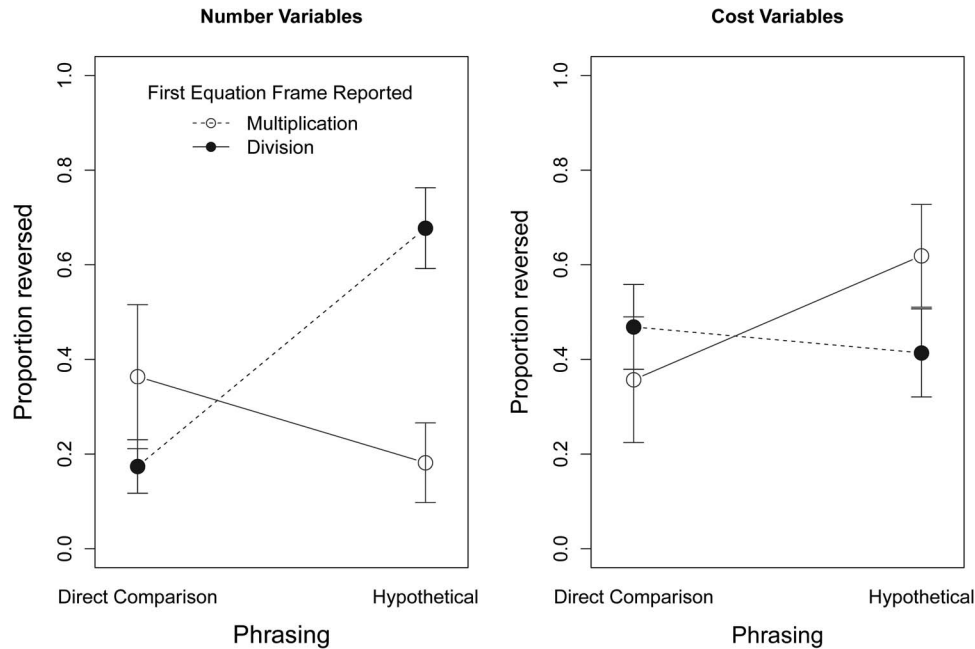 Number Variables
First Equation Frame Reported
Multiplication
Division
Proportion reversed
0.0
0.2
0.4
0.6
0.8
1.0
Direct Comparison
Hypothetical
Phrasing
Cost Variables
Proportion reversed
0.0
0.2
0.4
0.6
0.8
1.0
Direct Comparison
Hypothetical
Phrasing